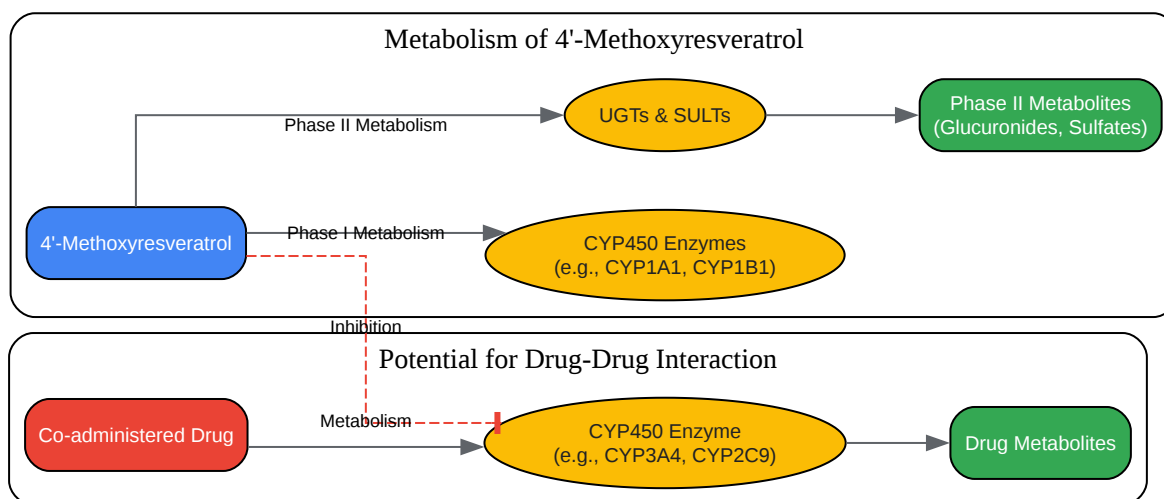 Metabolism of 4'-Methoxyresveratrol
Phase II Metabolism
UGTs & SULTs
Phase II Metabolites
(Glucuronides, Sulfates)
4'-Methoxyresveratrol
Phase I Metabolism
CYP450 Enzymes
(e.g., CYP1A1, CYP1B1)
Inhibition
Potential for Drug-Drug Interaction
Co-administered Drug
Metabolism
CYP450 Enzyme
(e.g., CYP3A4, CYP2C9)
Drug Metabolites